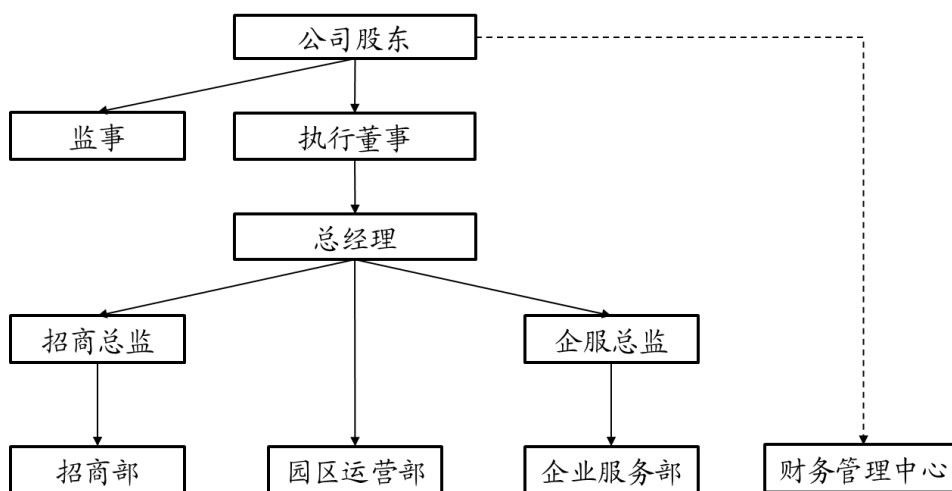 公司股东
监事
执行董事
总经理
招商总监
企服总监
招商部
园区运营部
企业服务部
财务管理中心